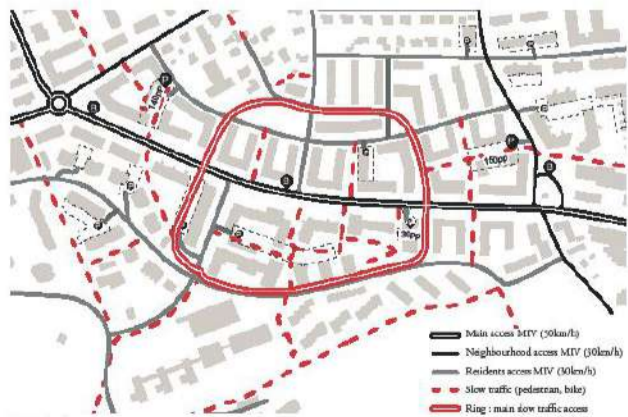 P
140pp
B
B
P
150pp
B
Main access MIV (50km/h)
Neighbourhood access MIV (30km/h)
Residents access MIV (30km/h)
Slow traffic (pedestrian, bike)
Ring : main slow traffic access